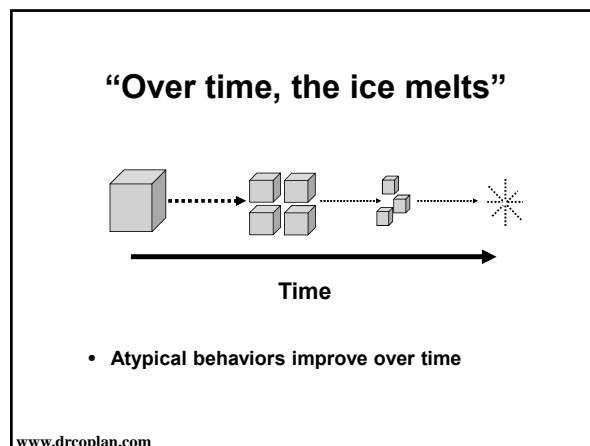 “Over time, the ice melts”
Time
• Atypical behaviors improve over time
www.drcoplan.com